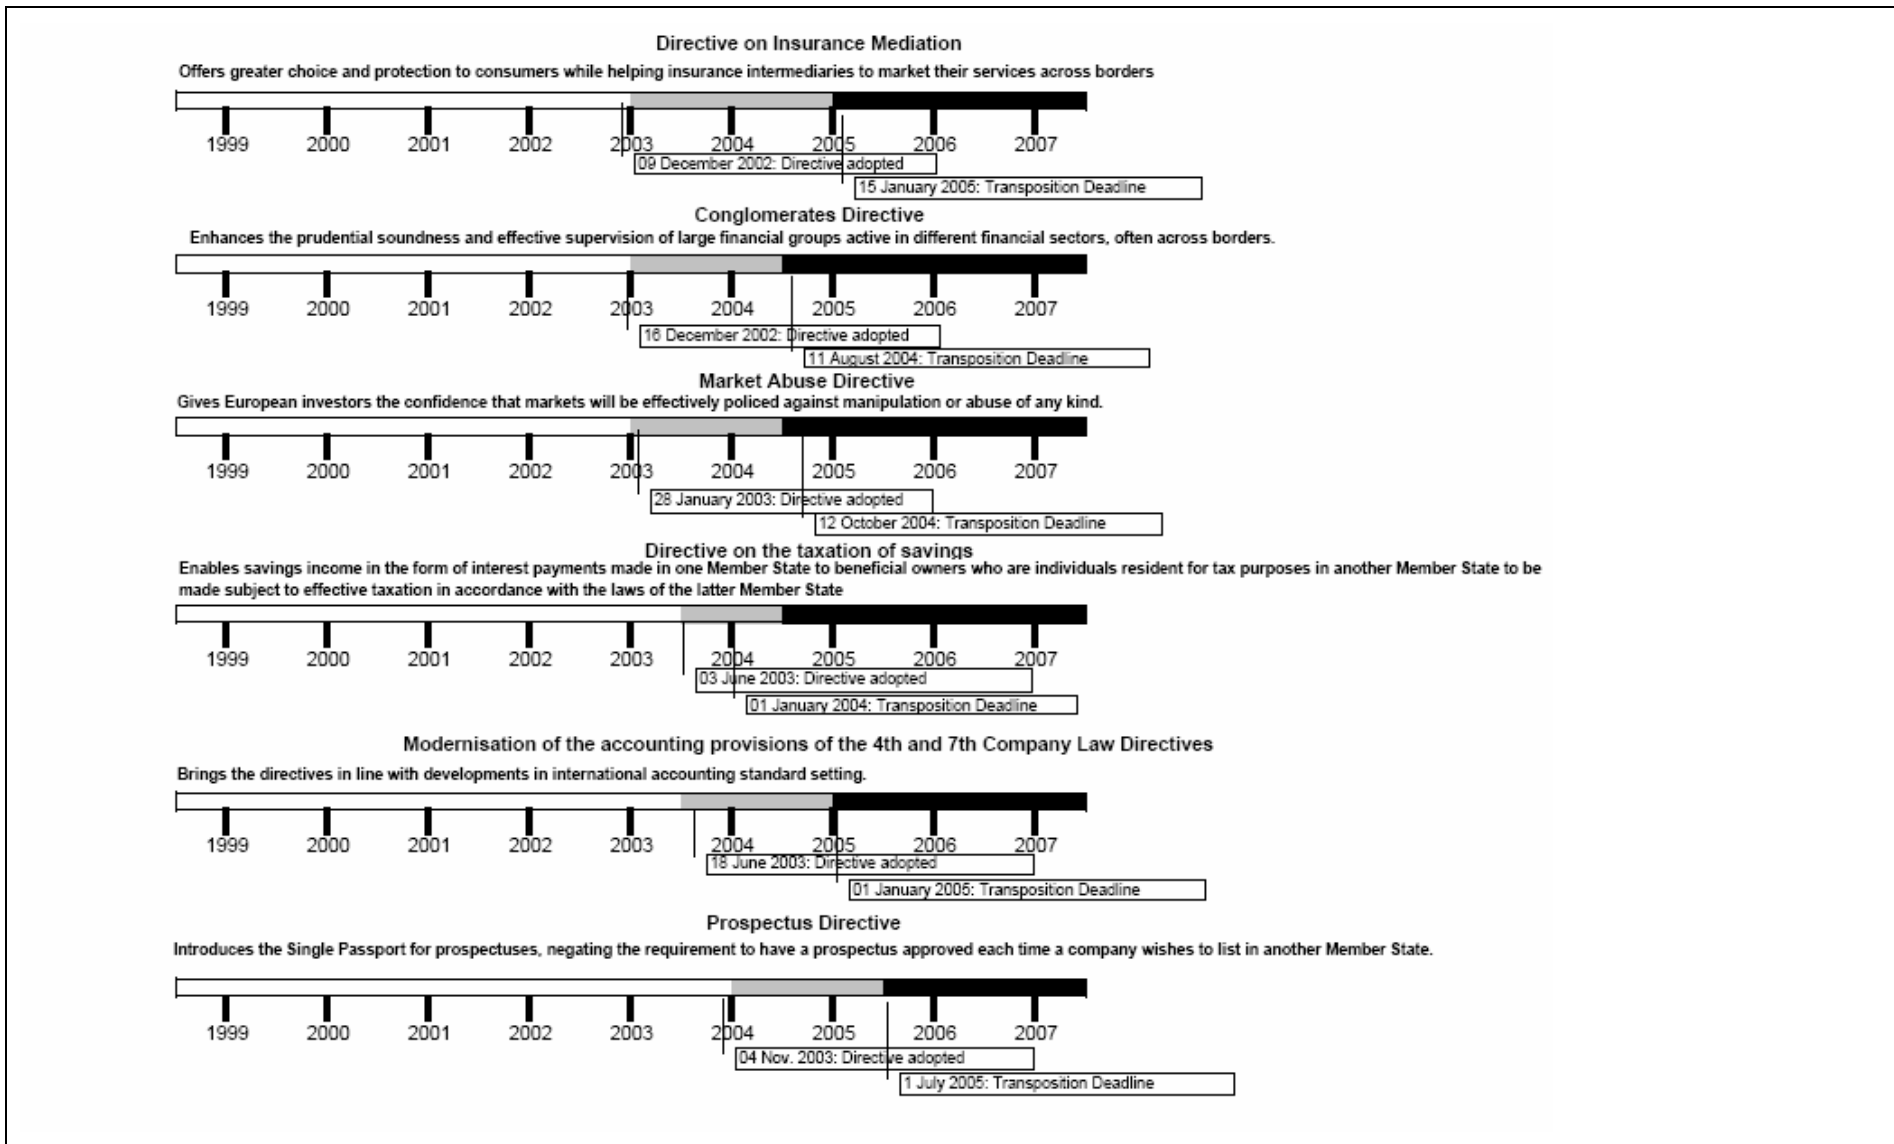 Directive on Insurance Mediation
Offers greater choice and protection to consumers while helping insurance intermediaries to market their services across borders
1999 2000 2001 2002 2003 2004 2005 2006 2007
09 December 2002: Directive adopted
15 January 2005: Transposition Deadline
Conglomerates Directive
Enhances the prudential soundness and effective supervision of large financial groups active in different financial sectors, often across borders.
1999 2000 2001 2002 2003 2004 2005 2006 2007
16 December 2002: Directive adopted
11 August 2004: Transposition Deadline
Market Abuse Directive
Gives European investors the confidence that markets will be effectively policed against manipulation or abuse of any kind.
1999 2000 2001 2002 2003 2004 2005 2006 2007
28 January 2003: Directive adopted
12 October 2004: Transposition Deadline
Directive on the taxation of savings
Enables savings income in the form of interest payments made in one Member State to beneficial owners who are individuals resident for tax purposes in another Member State to be
made subject to effective taxation in accordance with the laws of the latter Member State
1999 2000 2001 2002 2003 2004 2005 2006 2007
03 June 2003: Directive adopted
01 January 2004: Transposition Deadline
Modernisation of the accounting provisions of the 4th and 7th Company Law Directives
Brings the directives in line with developments in international accounting standard setting.
1999 2000 2001 2002 2003 2004 2005 2006 2007
18 June 2003: Directive adopted
01 January 2005: Transposition Deadline
Prospectus Directive
Introduces the Single Passport for prospectuses, negating the requirement to have a prospectus approved each time a company wishes to list in another Member State.
1999 2000 2001 2002 2003 2004 2005 2006 2007
04 Nov. 2003: Directive adopted
1 July 2005: Transposition Deadline